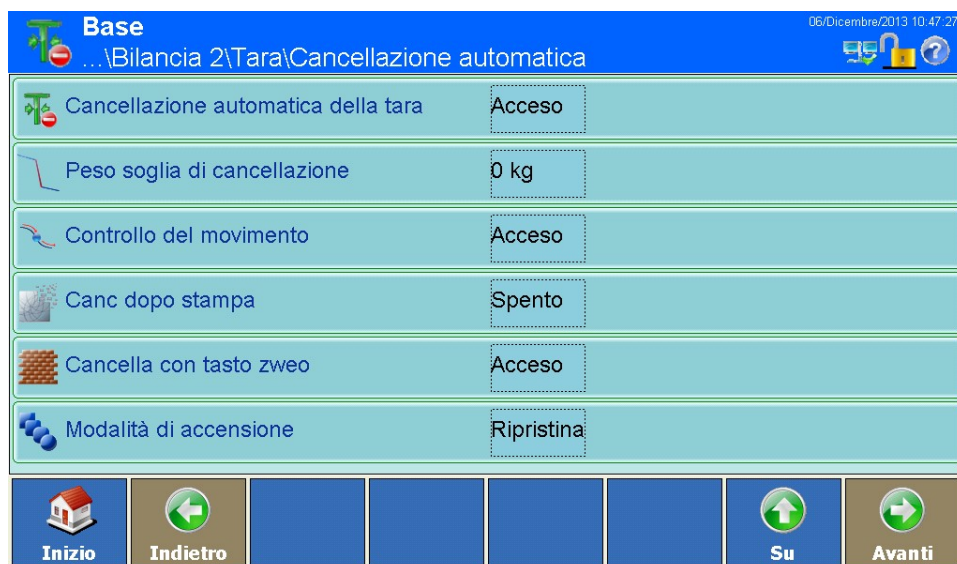 Base
06/Dicembre/2013 10:47:27
...\Bilancia 2\Tara\Cancellazione automatica
Cancellazione automatica della tara Acceso
Peso soglia di cancellazione 0 kg
Controllo del movimento Acceso
Canc dopo stampa Spento
Cancella con tasto zweo Acceso
Modalità di accensione Ripristina
Inizio Indietro Su Avanti